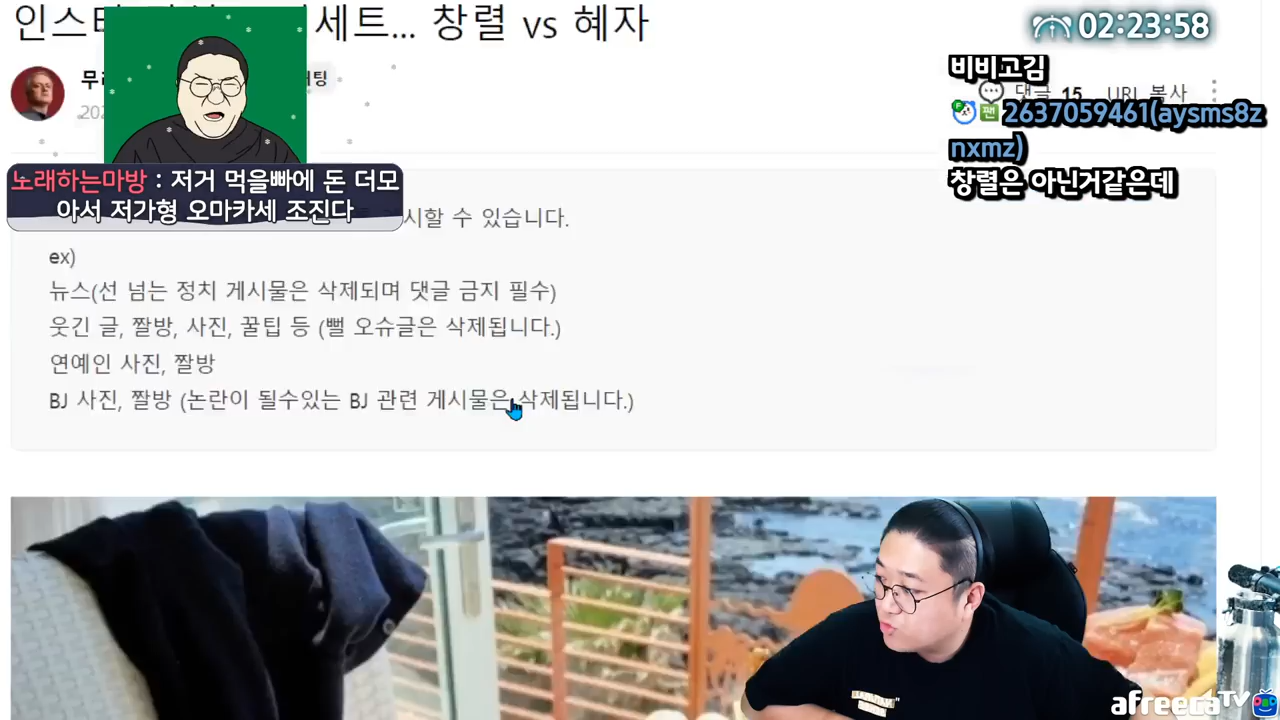 세트... 창렬 vs 혜자
02:23:58
비비고김
댓글 15 URL 복사
2637059461(aysms8z
nxmz)
창렬은 아닌거같은데
노래하는마방 : 저거 먹을빠에 돈 더모
아서 저가형 오마카세 조진다
시할 수 있습니다.
ex)
뉴스(선 넘는 정치 게시물은 삭제되며 댓글 금지 필수)
웃긴 글, 짤방, 사진, 꿀팁 등 (뻘 오슈글은 삭제됩니다.)
연예인 사진, 짤방
BJ 사진, 짤방 (논란이 될수있는 BJ 관련 게시물은 삭제됩니다.)
afreecaTV